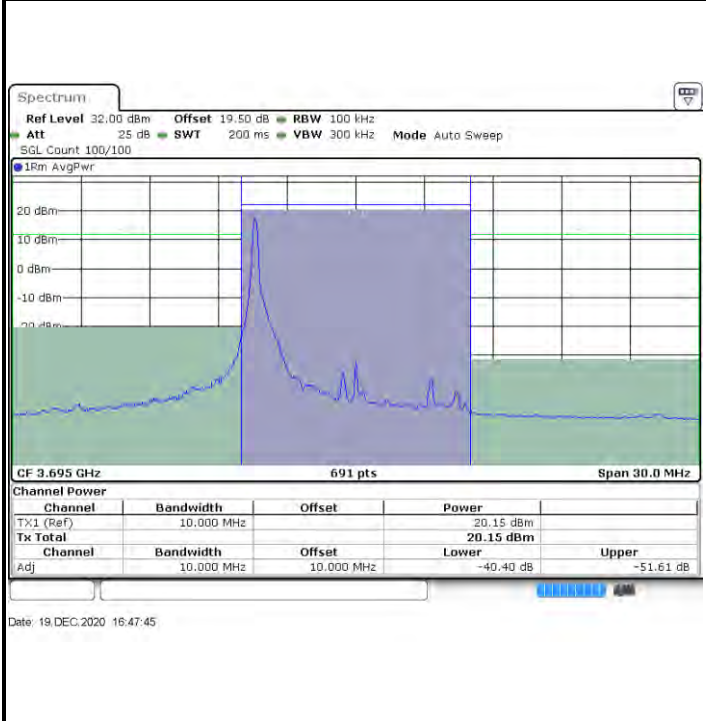 Spectrum
Ref Level 32.00 dBm Offset 19.50 dB RBW 100 kHz
Att 25 dB SWT 200 ms VBW 300 kHz Mode Auto Sweep
SGL Count 100/100
1Rm AvgPwr
20 dBm
10 dBm
0 dBm
-10 dBm
-20 dBm
CF 3.695 GHz 691 pts Span 30.0 MHz
Channel Power
Channel Bandwidth Offset Power
TX1 (Ref) 10.000 MHz 20.15 dBm
Tx Total 20.15 dBm
Channel Bandwidth Offset Lower Upper
Adj 10.000 MHz 10.000 MHz -40.40 dB -51.61 dB
Date: 19.DEC.2020 16:47:45